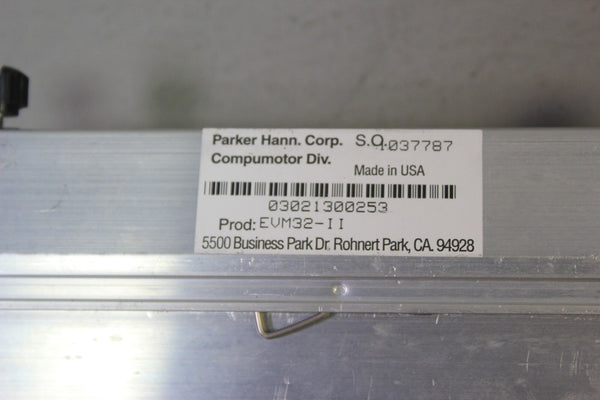 Parker Hann. Corp. S.O. 1037787
Compumotor Div.
Made in USA
03021300253
Prod: EVM32-II
5500 Business Park Dr. Rohnert Park, CA. 94928